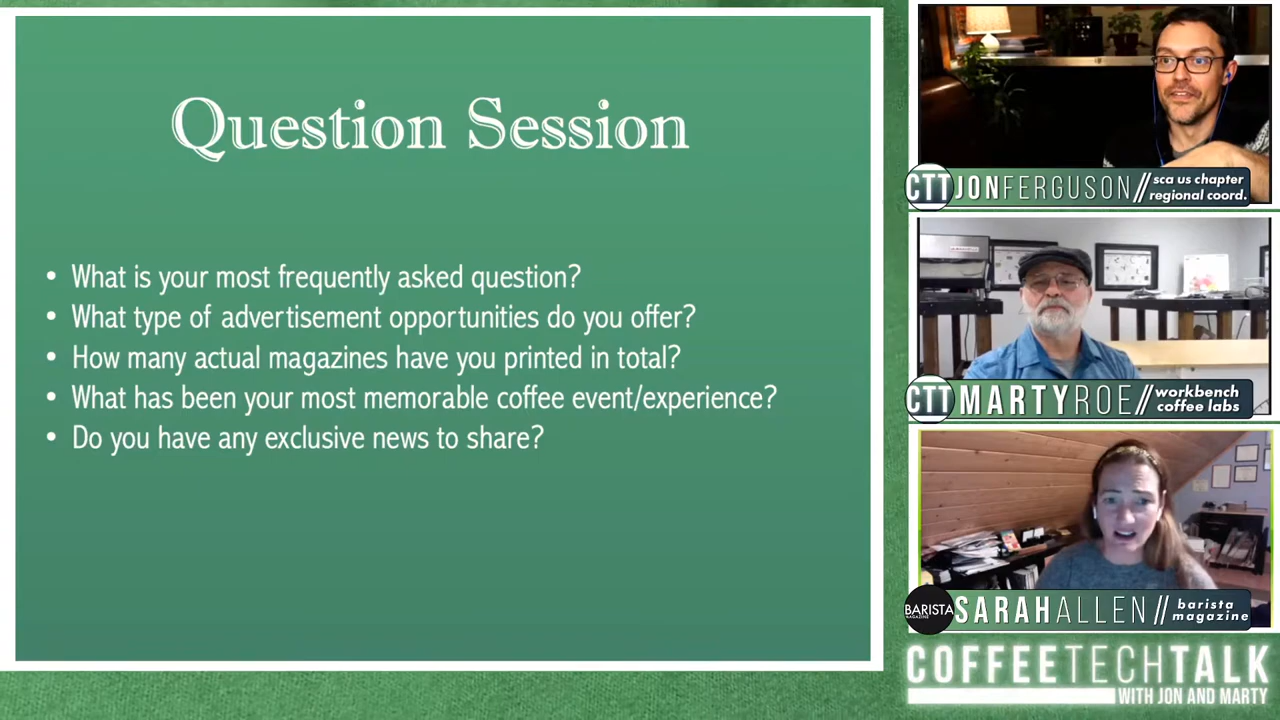 Question Session
• What is your most frequently asked question?
• What type of advertisement opportunities do you offer?
• How many actual magazines have you printed in total?
• What has been your most memorable coffee event/experience?
• Do you have any exclusive news to share?
CTT JONFERGUSON // sca us chapter
regional coord.
CTT MARTYROE // workbench
coffee labs
BARISTA
MAGAZINE
SARAHALLEN // barista
magazine
COFFEETECHTALK
WITH JON AND MARTY